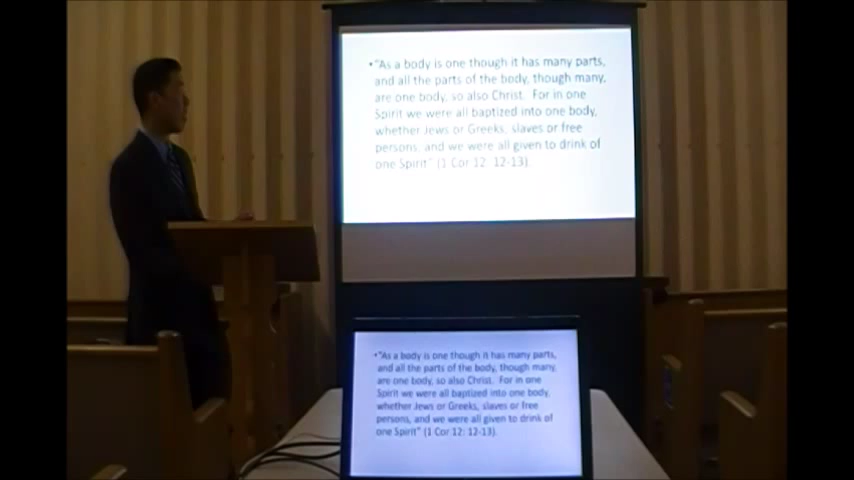 •"As a body is one though it has many parts,
and all the parts of the body, though many,
are one body, so also Christ. For in one
Spirit we were all baptized into one body,
whether Jews or Greeks, slaves or free
persons, and we were all given to drink of
one Spirit" (1 Cor 12: 12-13).
•"As a body is one though it has many parts,
and all the parts of the body, though many,
are one body, so also Christ. For in one
Spirit we were all baptized into one body,
whether Jews or Greeks, slaves or free
persons, and we were all given to drink of
one Spirit" (1 Cor 12: 12-13).